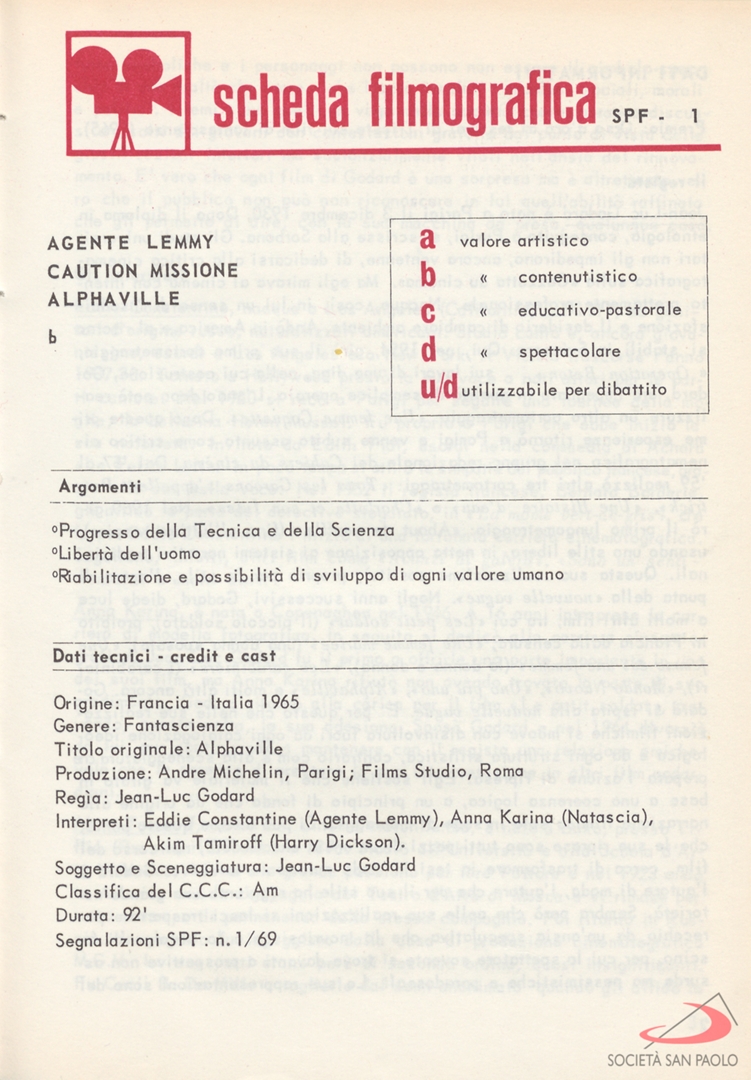 scheda filmografica SPF - 1
AGENTE LEMMY
CAUTION MISSIONE
ALPHAVILLE
b
a valore artistico
b “ contenutistico
c “ educativo-pastorale
d “ spettacolare
u/d utilizzabile per dibattito
Argomenti
ºProgresso della Tecnica e della Scienza
ºLibertà dell'uomo
ºRiabilitazione e possibilità di sviluppo di ogni valore umano
Dati tecnici - credit e cast
Origine: Francia - Italia 1965
Genere: Fantascienza
Titolo originale: Alphaville
Produzione: Andre Michelin, Parigi; Films Studio, Roma
Regia: Jean-Luc Godard
Interpreti: Eddie Constantine (Agente Lemmy), Anna Karina (Natascia),
Akim Tamiroff (Harry Dickson).
Soggetto e Sceneggiatura: Jean-Luc Godard
Classifica del C.C.C.: Am
Durata: 92'
Segnalazioni SPF: n. 1/69
SOCIETÀ SAN PAOLO